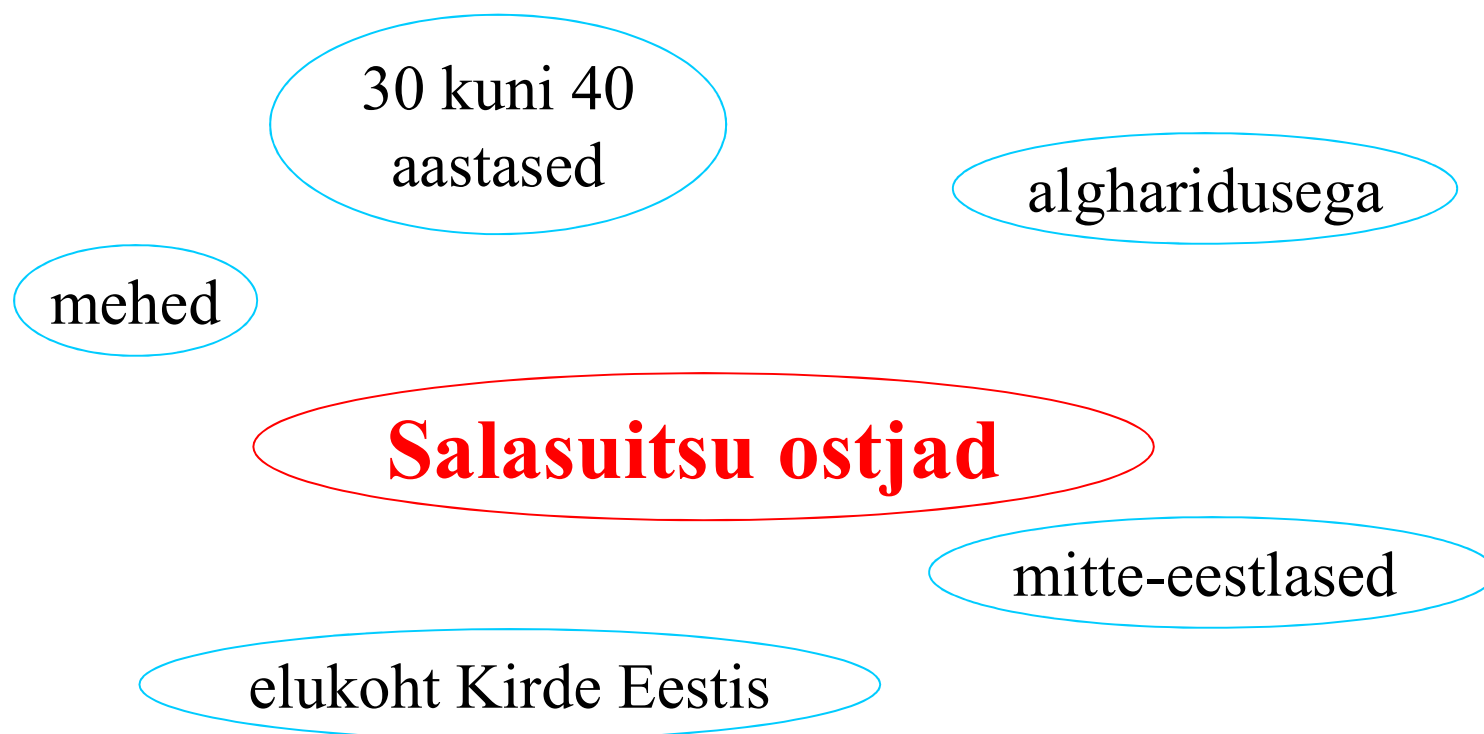 30 kuni 40
aastased
algharidusega
mehed
Salasuitsu ostjad
mitte-eestlased
elukoht Kirde Eestis